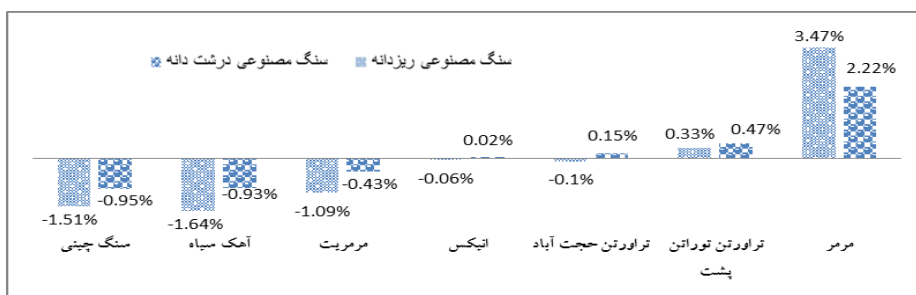 سنگ مصنوعی ریزدانه سنگ مصنوعی درشت دانه
3.47%
2.22%
0.33%
0.47%
-0.1%
0.15%
-0.06%
0.02%
-1.09%
-0.43%
-1.64%
-0.93%
-1.51%
-0.95%
مرمر
تراورتن توراتن پشت
تراورتن حجت آباد
انیکس
مرمریت
آهک سیاه
سنگ چینی